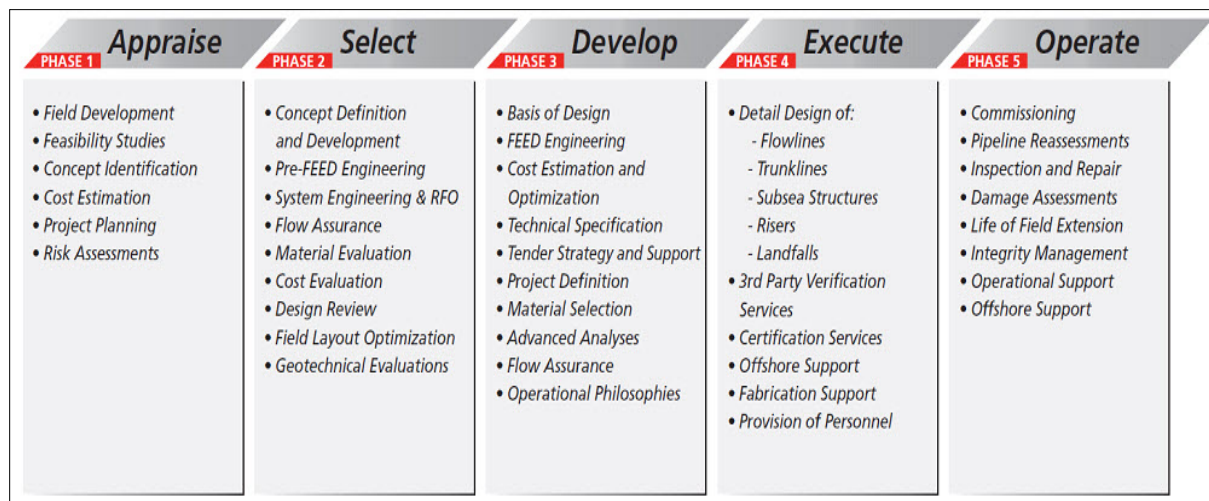 Appraise
PHASE 1
• Field Development
• Feasibility Studies
• Concept Identification
• Cost Estimation
• Project Planning
• Risk Assessments
Select
PHASE 2
• Concept Definition
and Development
• Pre-FEED Engineering
• System Engineering & RFO
• Flow Assurance
• Material Evaluation
• Cost Evaluation
• Design Review
• Field Layout Optimization
• Geotechnical Evaluations
Develop
PHASE 3
• Basis of Design
• FEED Engineering
• Cost Estimation and
Optimization
• Technical Specification
• Tender Strategy and Support
• Project Definition
• Material Selection
• Advanced Analyses
• Flow Assurance
• Operational Philosophies
Execute
PHASE 4
• Detail Design of:
- Flowlines
- Trunklines
- Subsea Structures
- Risers
- Landfalls
• 3rd Party Verification
Services
• Certification Services
• Offshore Support
• Fabrication Support
• Provision of Personnel
Operate
PHASE 5
• Commissioning
• Pipeline Reassessments
• Inspection and Repair
• Damage Assessments
• Life of Field Extension
• Integrity Management
• Operational Support
• Offshore Support